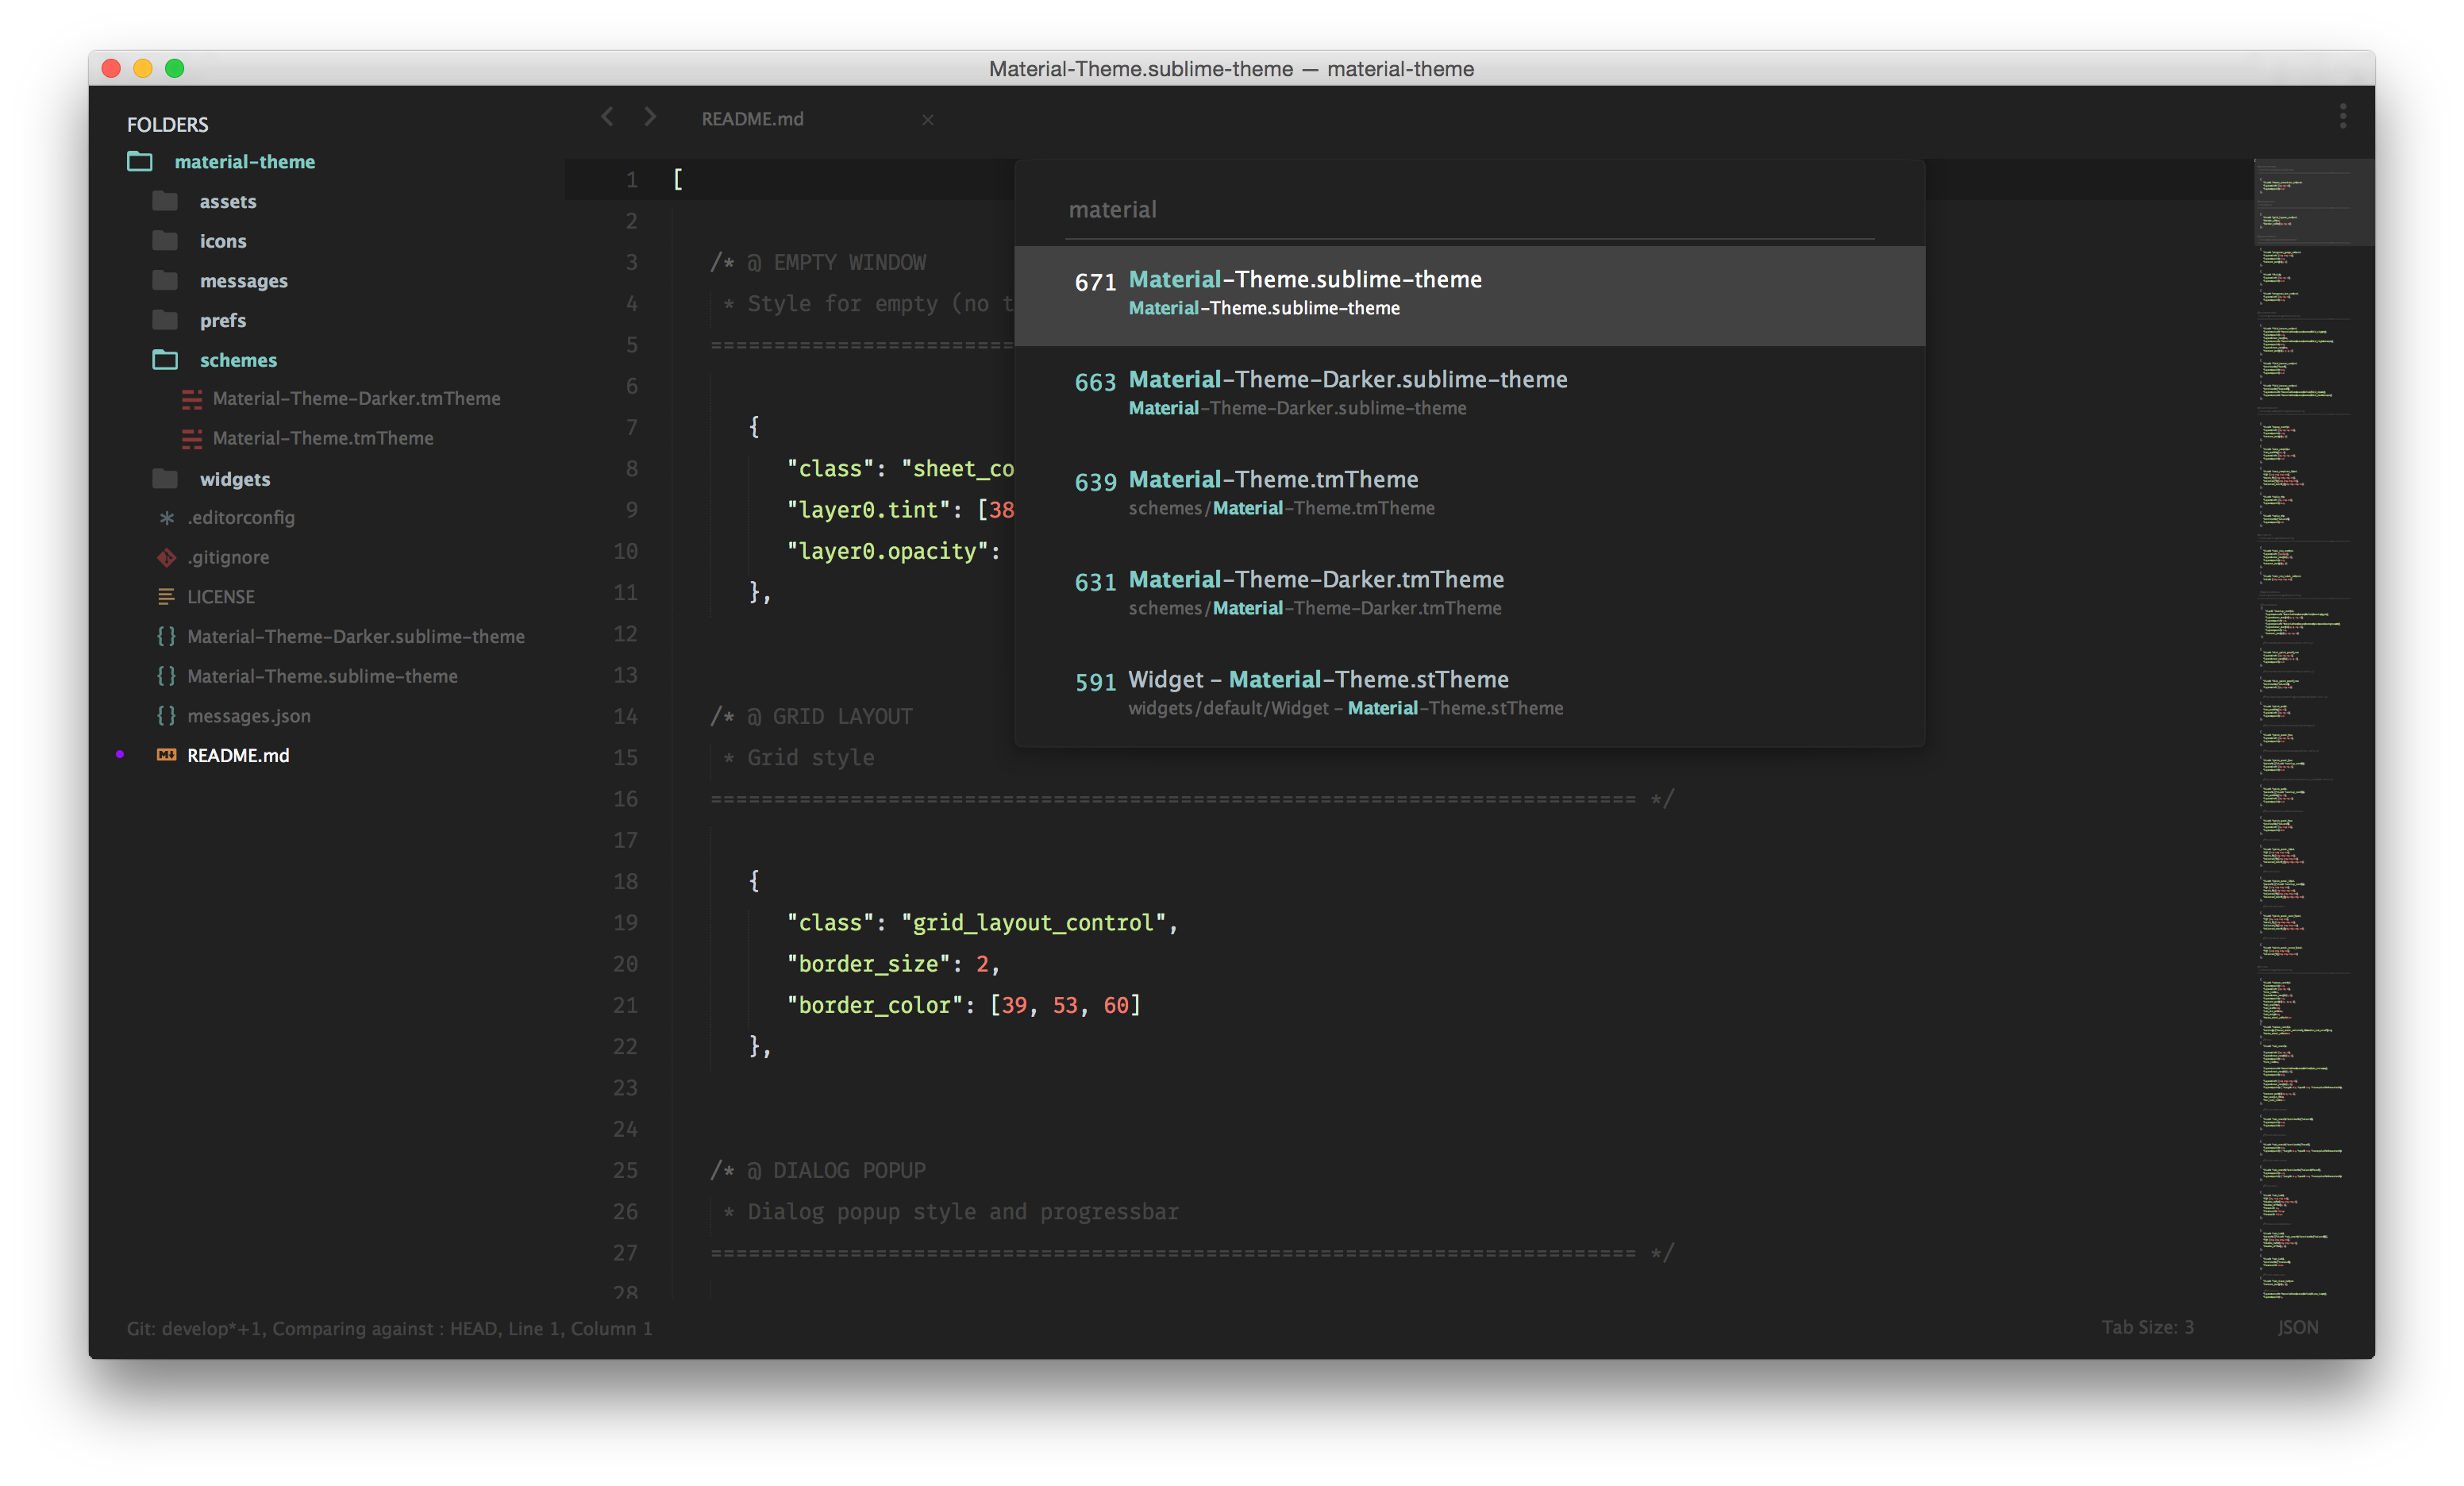 Material-Theme.sublime-theme — material-theme
FOLDERS
material-theme
assets
icons
messages
prefs
schemes
Material-Theme-Darker.tmTheme
Material-Theme.tmTheme
widgets
.editorconfig
.gitignore
LICENSE
{} Material-Theme-Darker.sublime-theme
{} Material-Theme.sublime-theme
{} messages.json
README.md
README.md
1 [
2
3 /* @ EMPTY WINDOW
4 * Style for empty (no t
5 ========================
6
7 {
8 "class": "sheet_co
9 "layer0.tint": [38
10 "layer0.opacity":
11 },
12
13
14 /* @ GRID LAYOUT
15 * Grid style
16 ========================================================================= */
17
18 {
19 "class": "grid_layout_control",
20 "border_size": 2,
21 "border_color": [39, 53, 60]
22 },
23
24
25 /* @ DIALOG POPUP
26 * Dialog popup style and progressbar
27 ========================================================================= */
28
material
671 Material-Theme.sublime-theme
Material-Theme.sublime-theme
663 Material-Theme-Darker.sublime-theme
Material-Theme-Darker.sublime-theme
639 Material-Theme.tmTheme
schemes/Material-Theme.tmTheme
631 Material-Theme-Darker.tmTheme
schemes/Material-Theme-Darker.tmTheme
591 Widget - Material-Theme.stTheme
widgets/default/Widget - Material-Theme.stTheme
Git: develop*+1, Comparing against : HEAD, Line 1, Column 1
Tab Size: 3
JSON